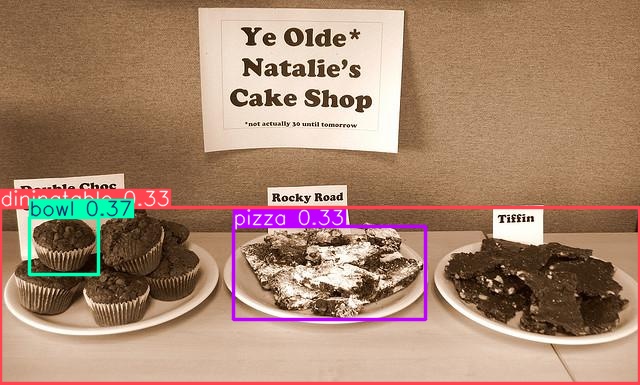 Ye Olde*
Natalie's
Cake Shop
*not actually 30 until tomorrow
Double Choc
Rocky Road
Tiffin
diningtable 0.33
bowl 0.37
pizza 0.33